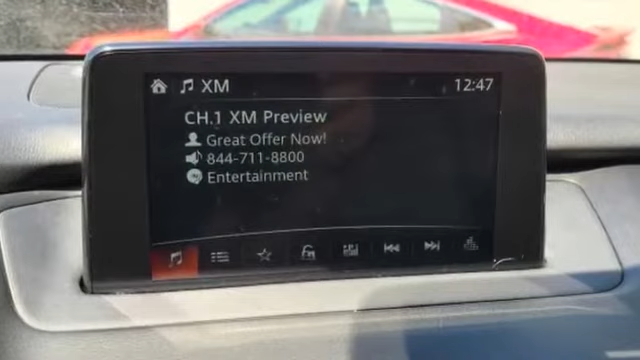 XM 12:47
CH.1 XM Preview
Great Offer Now!
844-711-8800
Entertainment